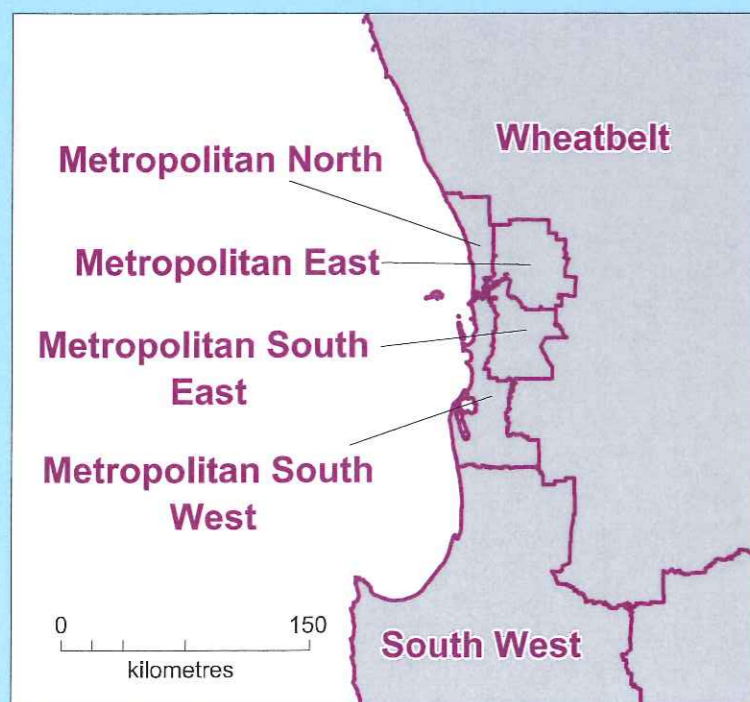 Wheatbelt
Metropolitan North
Metropolitan East
Metropolitan South
East
Metropolitan South
West
0 150
kilometres
South West